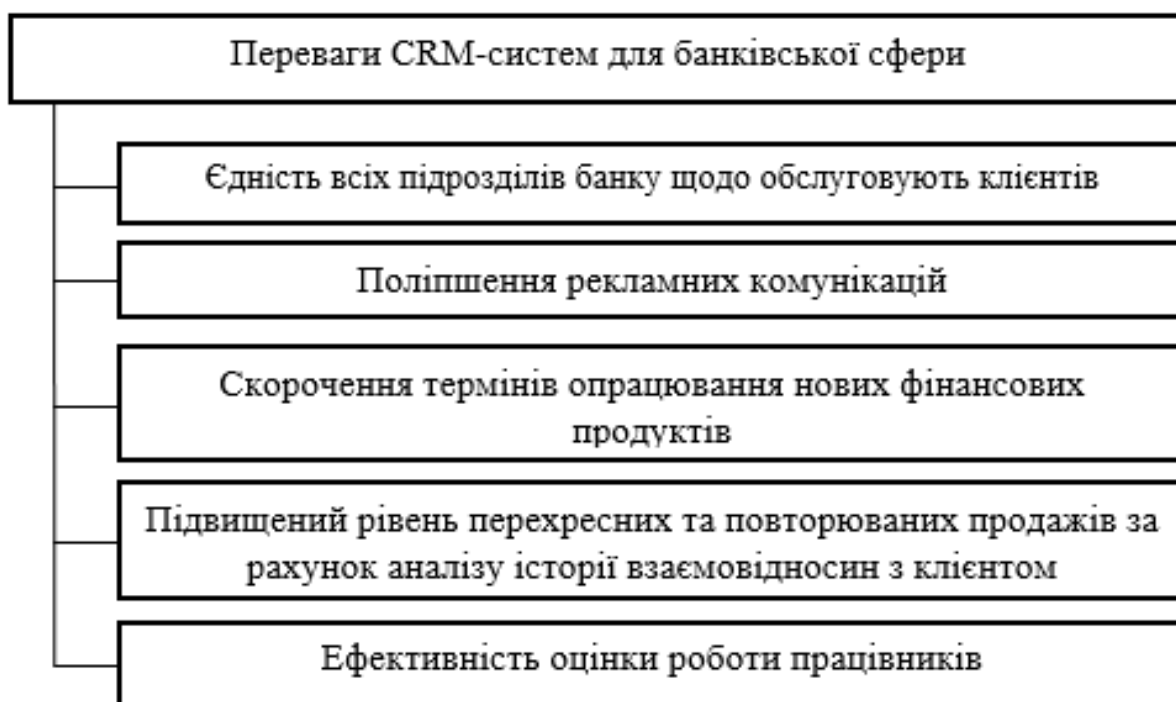 Переваги CRM-систем для банківської сфери
Єдність всіх підрозділів банку щодо обслуговують клієнтів
Поліпшення рекламних комунікацій
Скорочення термінів опрацювання нових фінансових
продуктів
Підвищений рівень перехресних та повторюваних продажів за
рахунок аналізу історії взаємовідносин з клієнтом
Ефективність оцінки роботи працівників